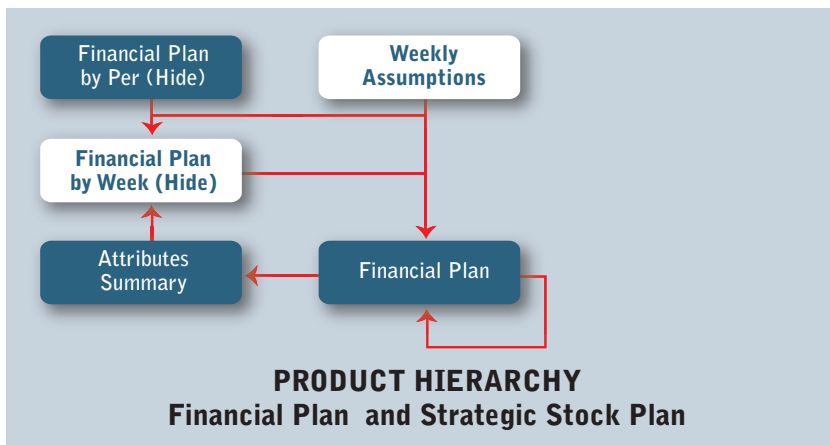 Financial Plan
by Per (Hide)
Weekly
Assumptions
Financial Plan
by Week (Hide)
Attributes
Summary
Financial Plan
PRODUCT HIERARCHY
Financial Plan and Strategic Stock Plan